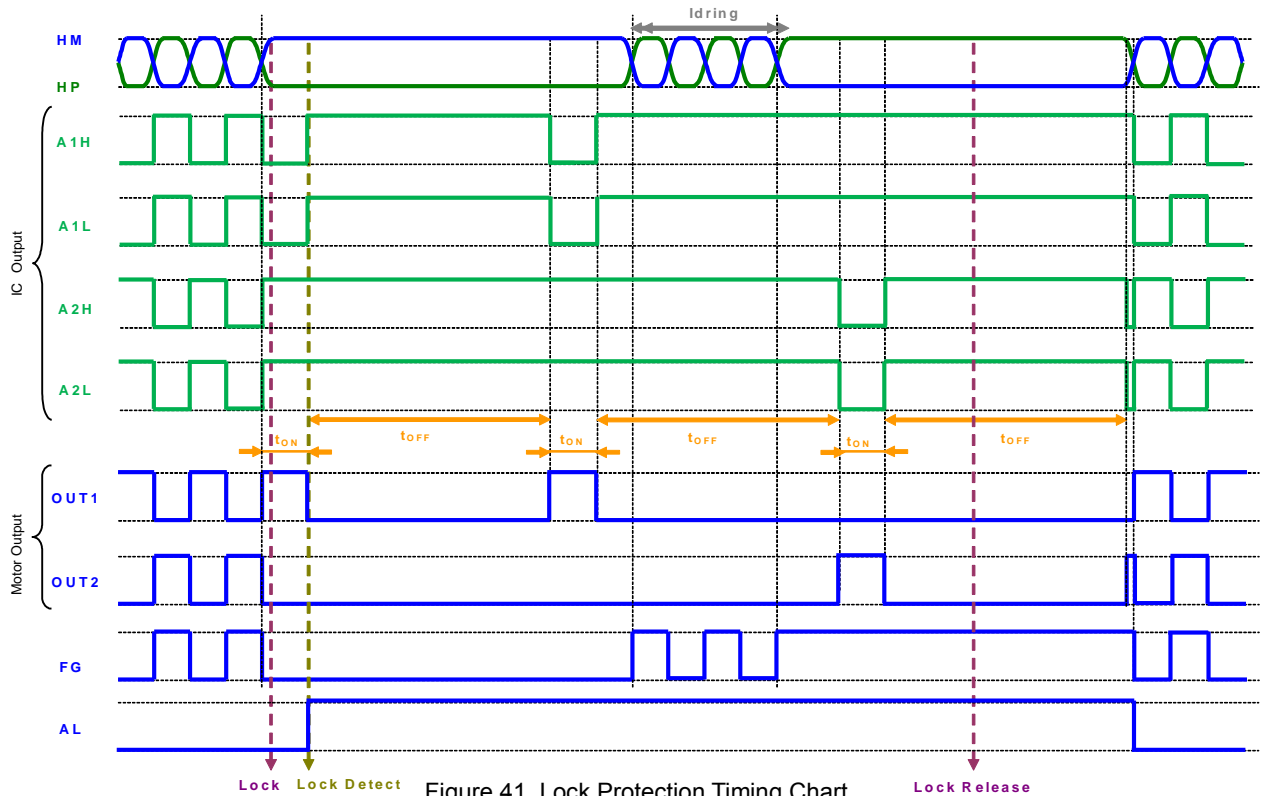 Idring
HM
HP
A1H
A1L
A2H
A2L
IC Output
tON
tOFF
tON
tOFF
tON
tOFF
OUT1
OUT2
Motor Output
FG
AL
Lock
Lock Detect
Lock Release
Figure 41. Lock Protection Timing Chart